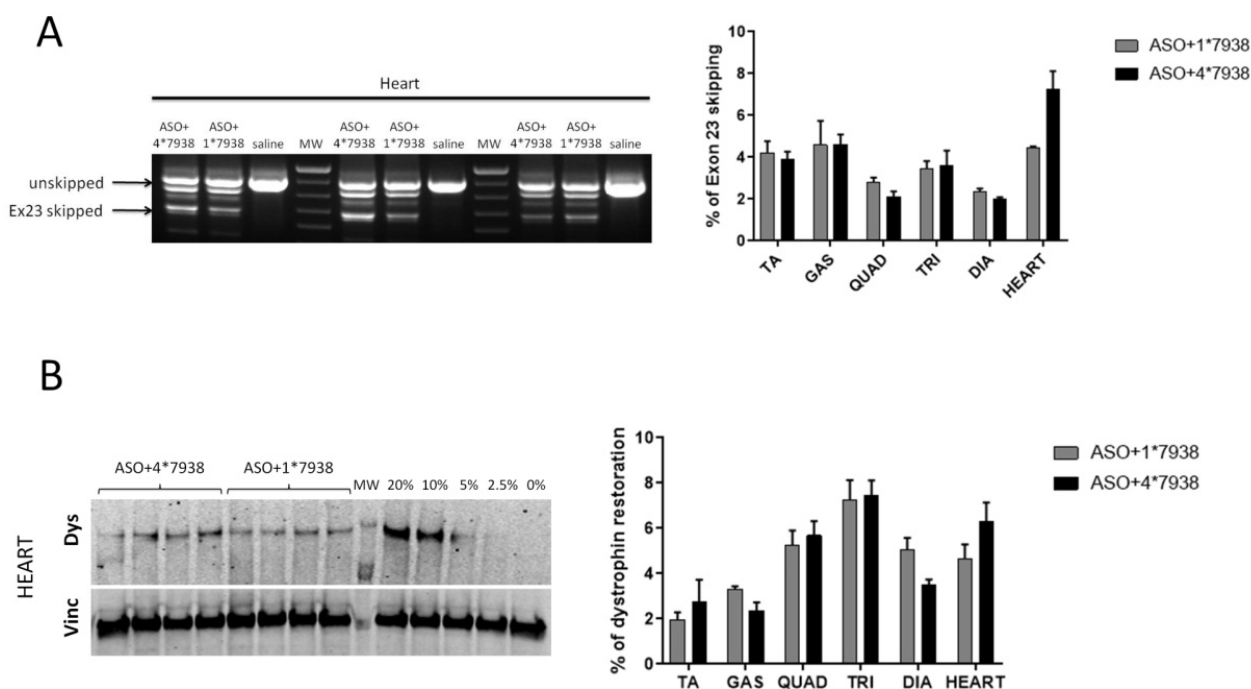 A
Heart
ASO+ 4*7938 ASO+ 1*7938 saline MW ASO+ 4*7938 ASO+ 1*7938 saline MW ASO+ 4*7938 ASO+ 1*7938 saline
unskipped
Ex23 skipped
% of Exon 23 skipping
10
8
6
4
2
0
TA GAS QUAD TRI DIA HEART
ASO+1*7938
ASO+4*7938
B
HEART
ASO+4*7938 ASO+1*7938 MW 20% 10% 5% 2.5% 0%
Dys
Vinc
% of dystrophin restoration
10
8
6
4
2
0
TA GAS QUAD TRI DIA HEART
ASO+1*7938
ASO+4*7938